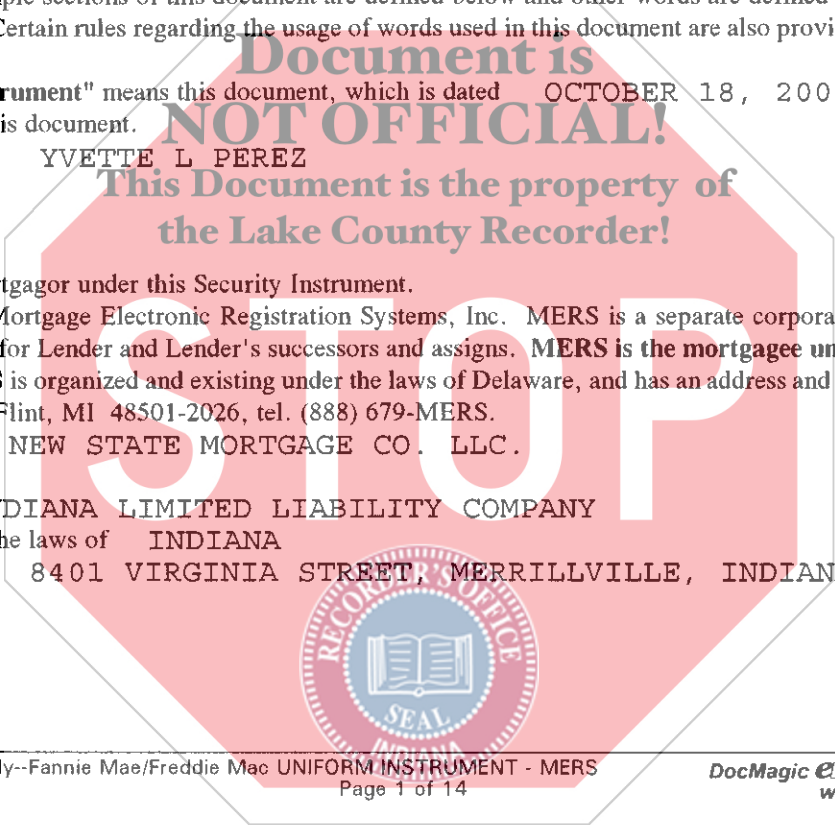 ple sections of this document are defined below and other words are defined
Certain rules regarding the usage of words used in this document are also provi
Document is
rument" means this document, which is dated OCTOBER 18, 200
is document.
NOT OFFICIAL!
YVETTE L PEREZ
This Document is the property of
the Lake County Recorder!
tgagor under this Security Instrument.
Mortgage Electronic Registration Systems, Inc. MERS is a separate corpora
for Lender and Lender's successors and assigns. MERS is the mortgagee un
S is organized and existing under the laws of Delaware, and has an address and
Flint, MI 48501-2026, tel. (888) 679-MERS.
STOP
NEW STATE MORTGAGE CO. LLC.
DIANA LIMITED LIABILITY COMPANY
he laws of INDIANA
8401 VIRGINIA STREET, MERRILLVILLE, INDIAN
RECORDER'S OFFICE
SEAL
INDIANA
ly--Fannie Mae/Freddie Mac UNIFORM INSTRUMENT - MERS
Page 1 of 14
DocMagic
w